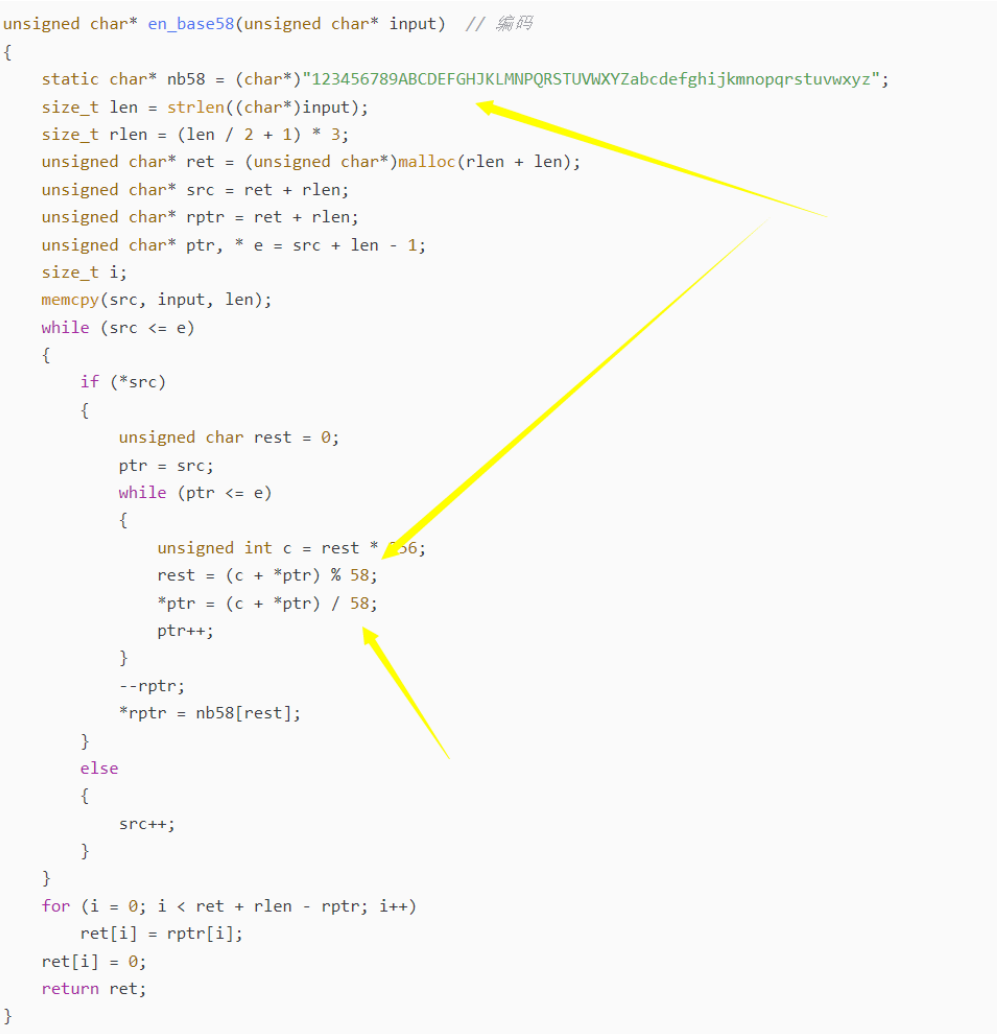 unsigned char* en_base58(unsigned char* input)  // 编码
{
    static char* nb58 = (char*)"123456789ABCDEFGHJKLMNPQRSTUVWXYZabcdefghijkmnopqrstuvwxyz";
    size_t len = strlen((char*)input);
    size_t rlen = (len / 2 + 1) * 3;
    unsigned char* ret = (unsigned char*)malloc(rlen + len);
    unsigned char* src = ret + rlen;
    unsigned char* rptr = ret + rlen;
    unsigned char* ptr, * e = src + len - 1;
    size_t i;
    memcpy(src, input, len);
    while (src <= e)
    {
        if (*src)
        {
            unsigned char rest = 0;
            ptr = src;
            while (ptr <= e)
            {
                unsigned int c = rest * 256;
                rest = (c + *ptr) % 58;
                *ptr = (c + *ptr) / 58;
                ptr++;
            }
            --rptr;
            *rptr = nb58[rest];
        }
        else
        {
            src++;
        }
    }
    for (i = 0; i < ret + rlen - rptr; i++)
        ret[i] = rptr[i];
    ret[i] = 0;
    return ret;
}